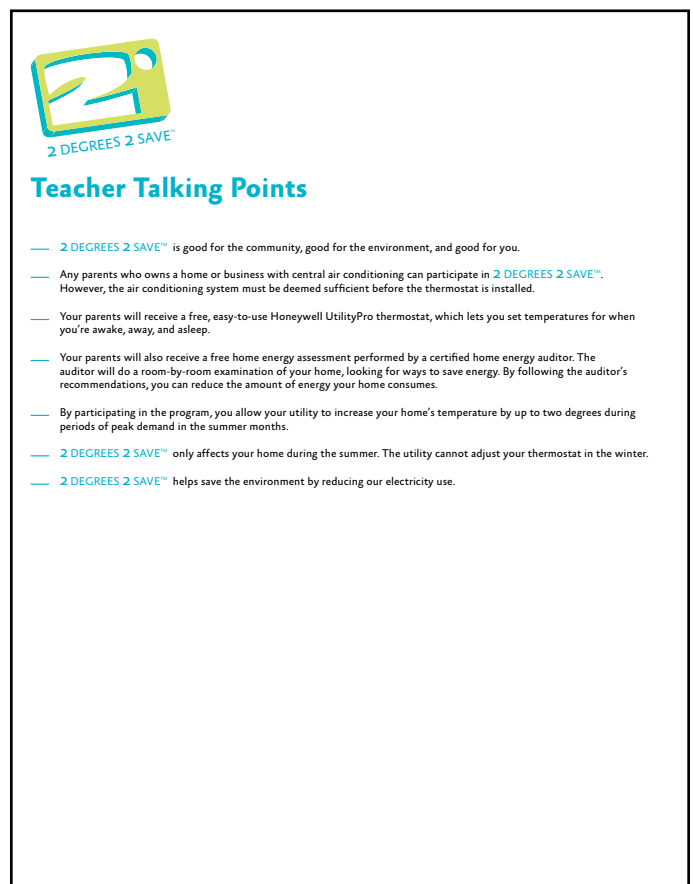 2°
2 DEGREES 2 SAVE™
Teacher Talking Points
2 DEGREES 2 SAVE™ is good for the community, good for the environment, and good for you.
Any parents who owns a home or business with central air conditioning can participate in 2 DEGREES 2 SAVE™.
However, the air conditioning system must be deemed sufficient before the thermostat is installed.
Your parents will receive a free, easy-to-use Honeywell UtilityPro thermostat, which lets you set temperatures for when
you’re awake, away, and asleep.
Your parents will also receive a free home energy assessment performed by a certified home energy auditor. The
auditor will do a room-by-room examination of your home, looking for ways to save energy. By following the auditor’s
recommendations, you can reduce the amount of energy your home consumes.
By participating in the program, you allow your utility to increase your home’s temperature by up to two degrees during
periods of peak demand in the summer months.
2 DEGREES 2 SAVE™ only affects your home during the summer. The utility cannot adjust your thermostat in the winter.
2 DEGREES 2 SAVE™ helps save the environment by reducing our electricity use.